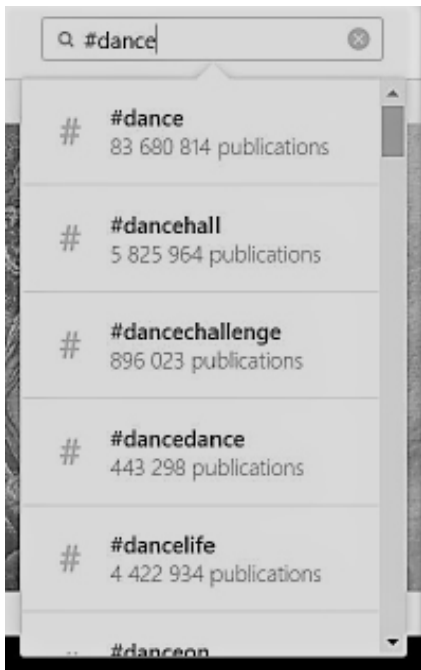 #dance
#dance
83 680 814 publications
#dancehall
5 825 964 publications
#dancechallenge
896 023 publications
#dancedance
443 298 publications
#dancelife
4 422 934 publications
#danceon